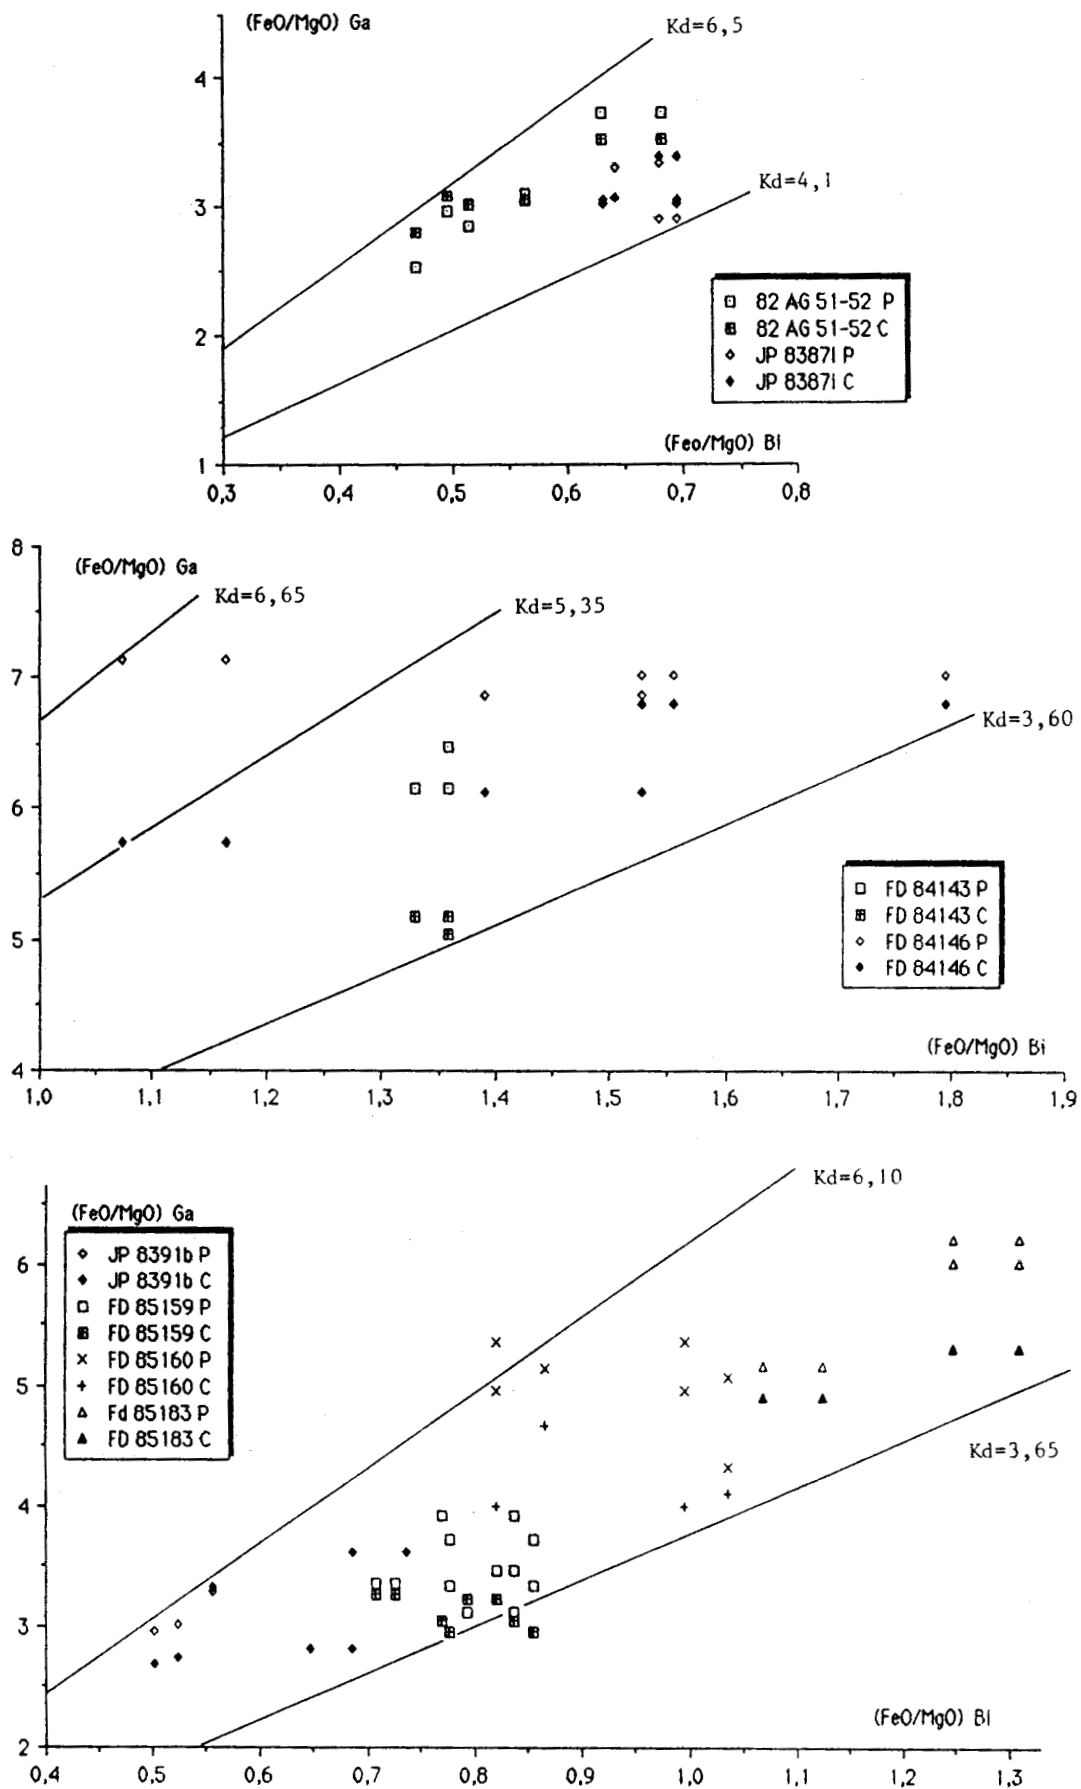 (FeO/MgO) Ga
Kd=6,5
4
Kd=4,1
3
82 AG 51-52 P
82 AG 51-52 C
JP 83871 P
JP 83871 C
2
(Feo/MgO) BI
1
0,3 0,4 0,5 0,6 0,7 0,8
8
(FeO/MgO) Ga
Kd=6,65
Kd=5,35
7
Kd=3,60
6
FD 84143 P
FD 84143 C
FD 84146 P
FD 84146 C
5
(FeO/MgO) Bi
4
1,0 1,1 1,2 1,3 1,4 1,5 1,6 1,7 1,8 1,9
Kd=6,10
(FeO/MgO) Ga
JP 8391b P
JP 8391b C
FD 85159 P
FD 85159 C
FD 85160 P
FD 85160 C
Fd 85183 P
FD 85183 C
6
5
Kd=3,65
4
3
(FeO/MgO) BI
2
0,4 0,5 0,6 0,7 0,8 0,9 1,0 1,1 1,2 1,3